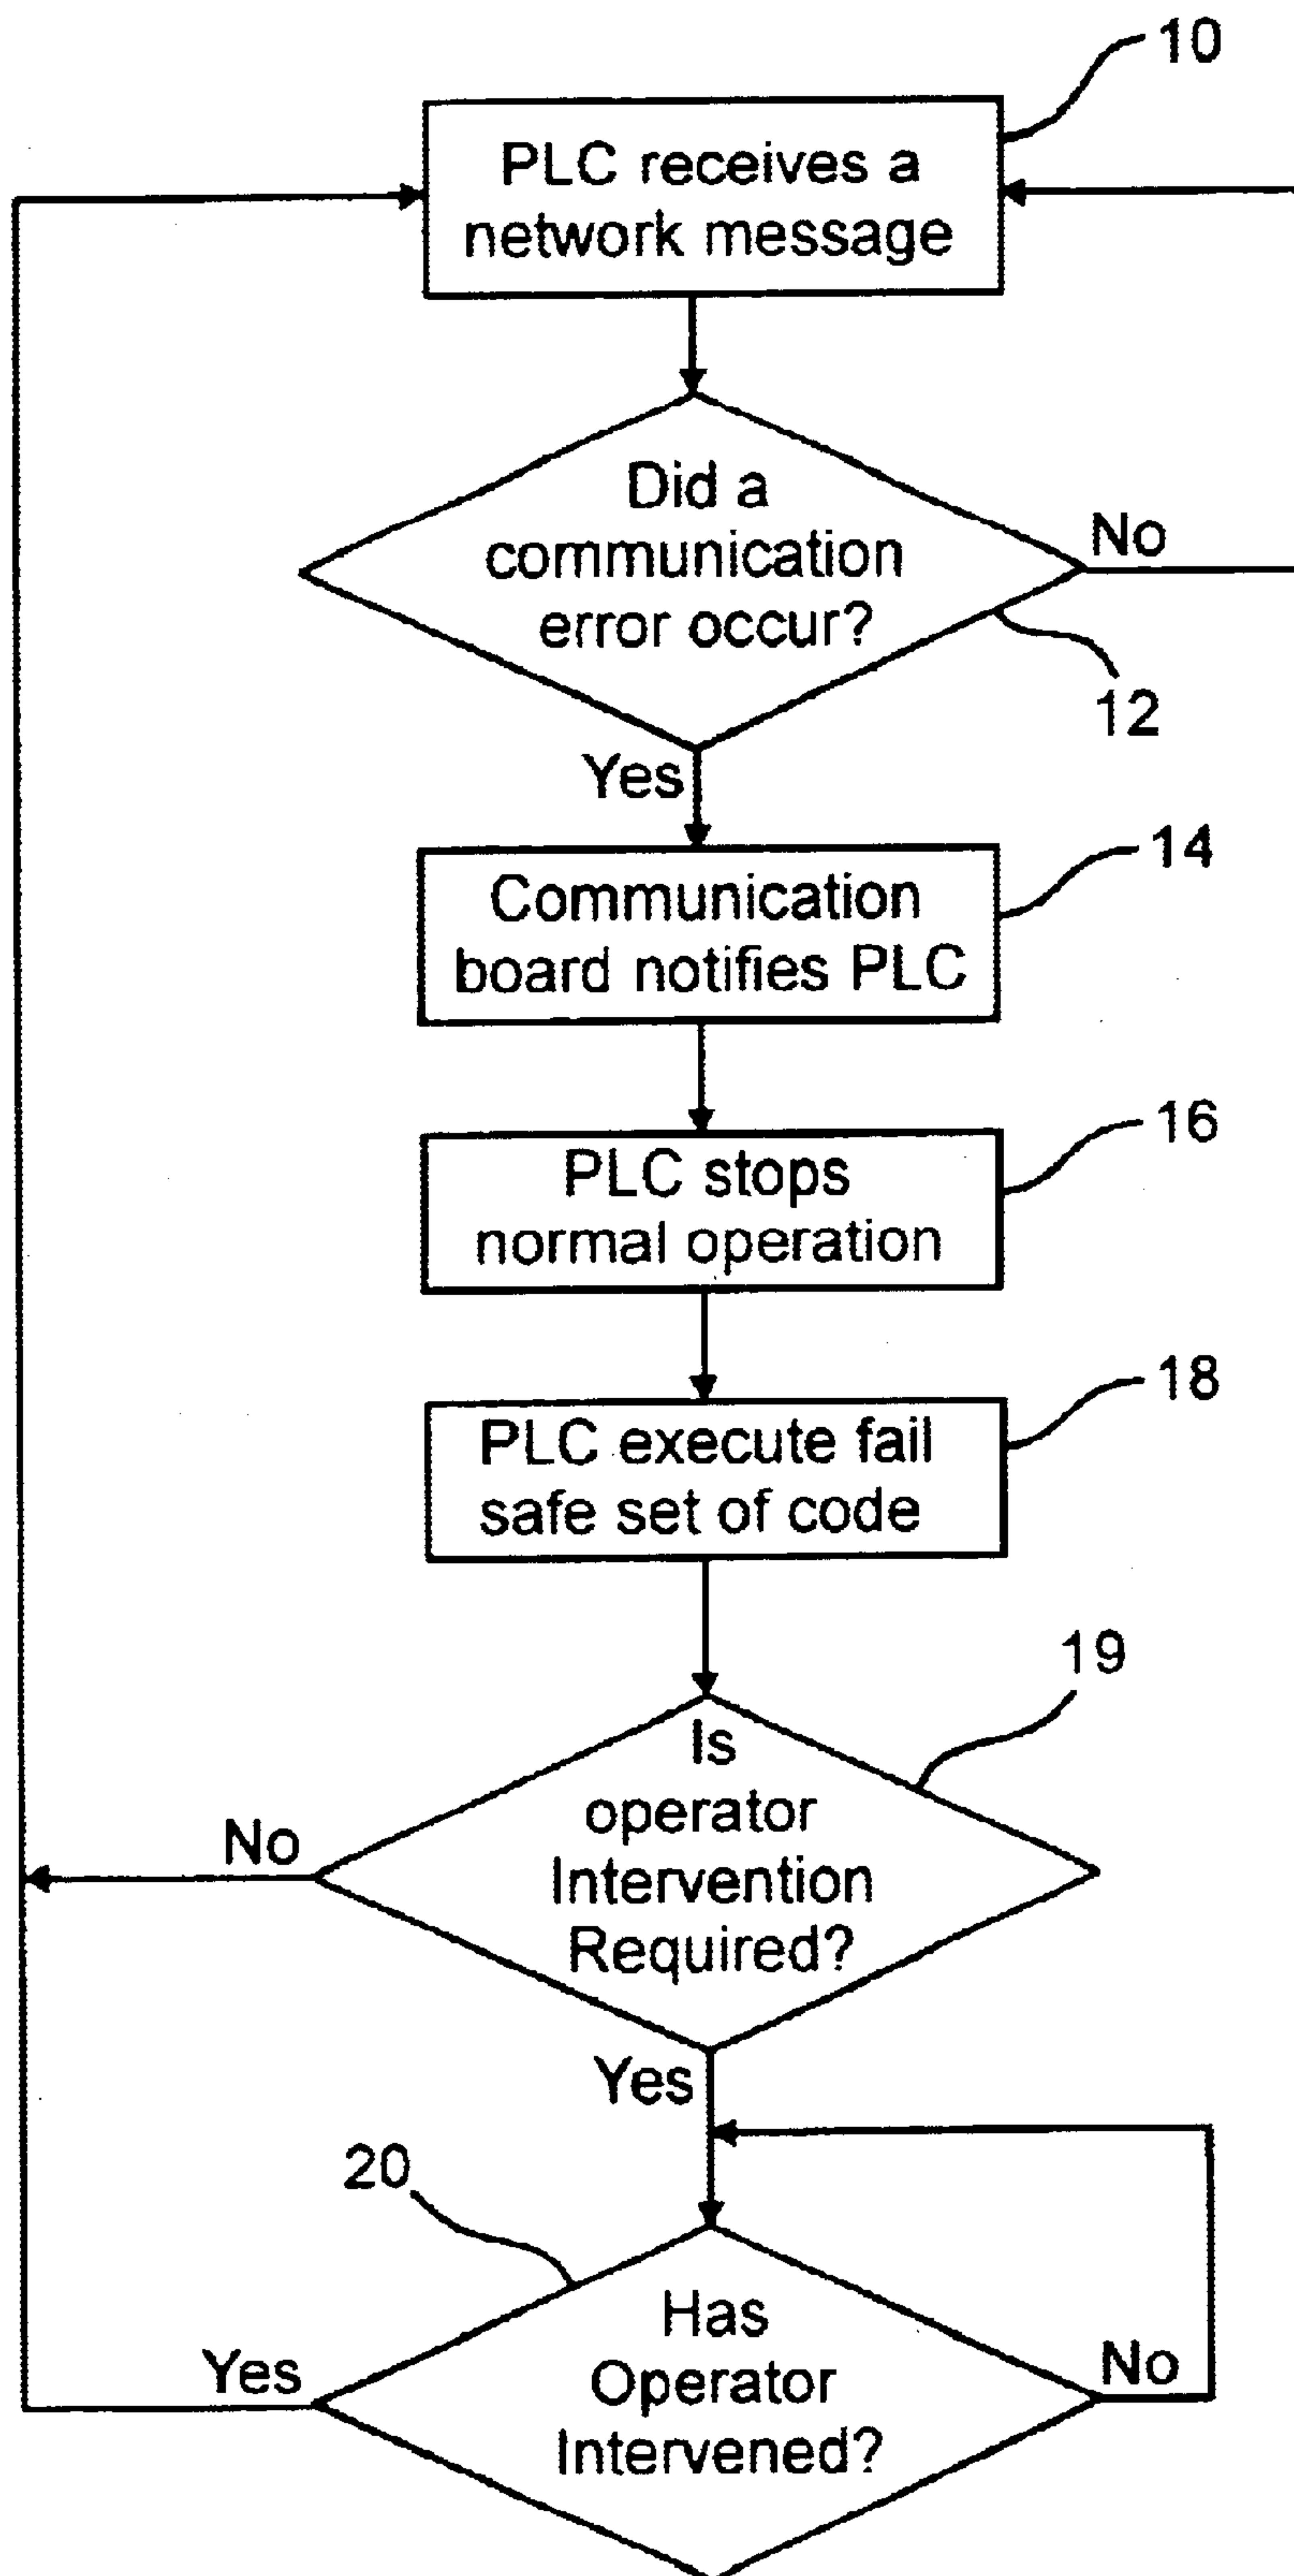 10
PLC receives a
network message
Did a
communication
error occur?
No
12
Yes
14
Communication
board notifies PLC
16
PLC stops
normal operation
18
PLC execute fail
safe set of code
19
Is
operator
Intervention
Required?
No
Yes
20
Has
Operator
Intervened?
Yes
No